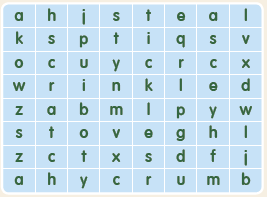 a h j s t e a l
k s p t i q s v
o c u y c r c x
w r i n k l e d
z a b m l p y w
s t o v e g h l
z c t x s d f j
a h y c r u m b